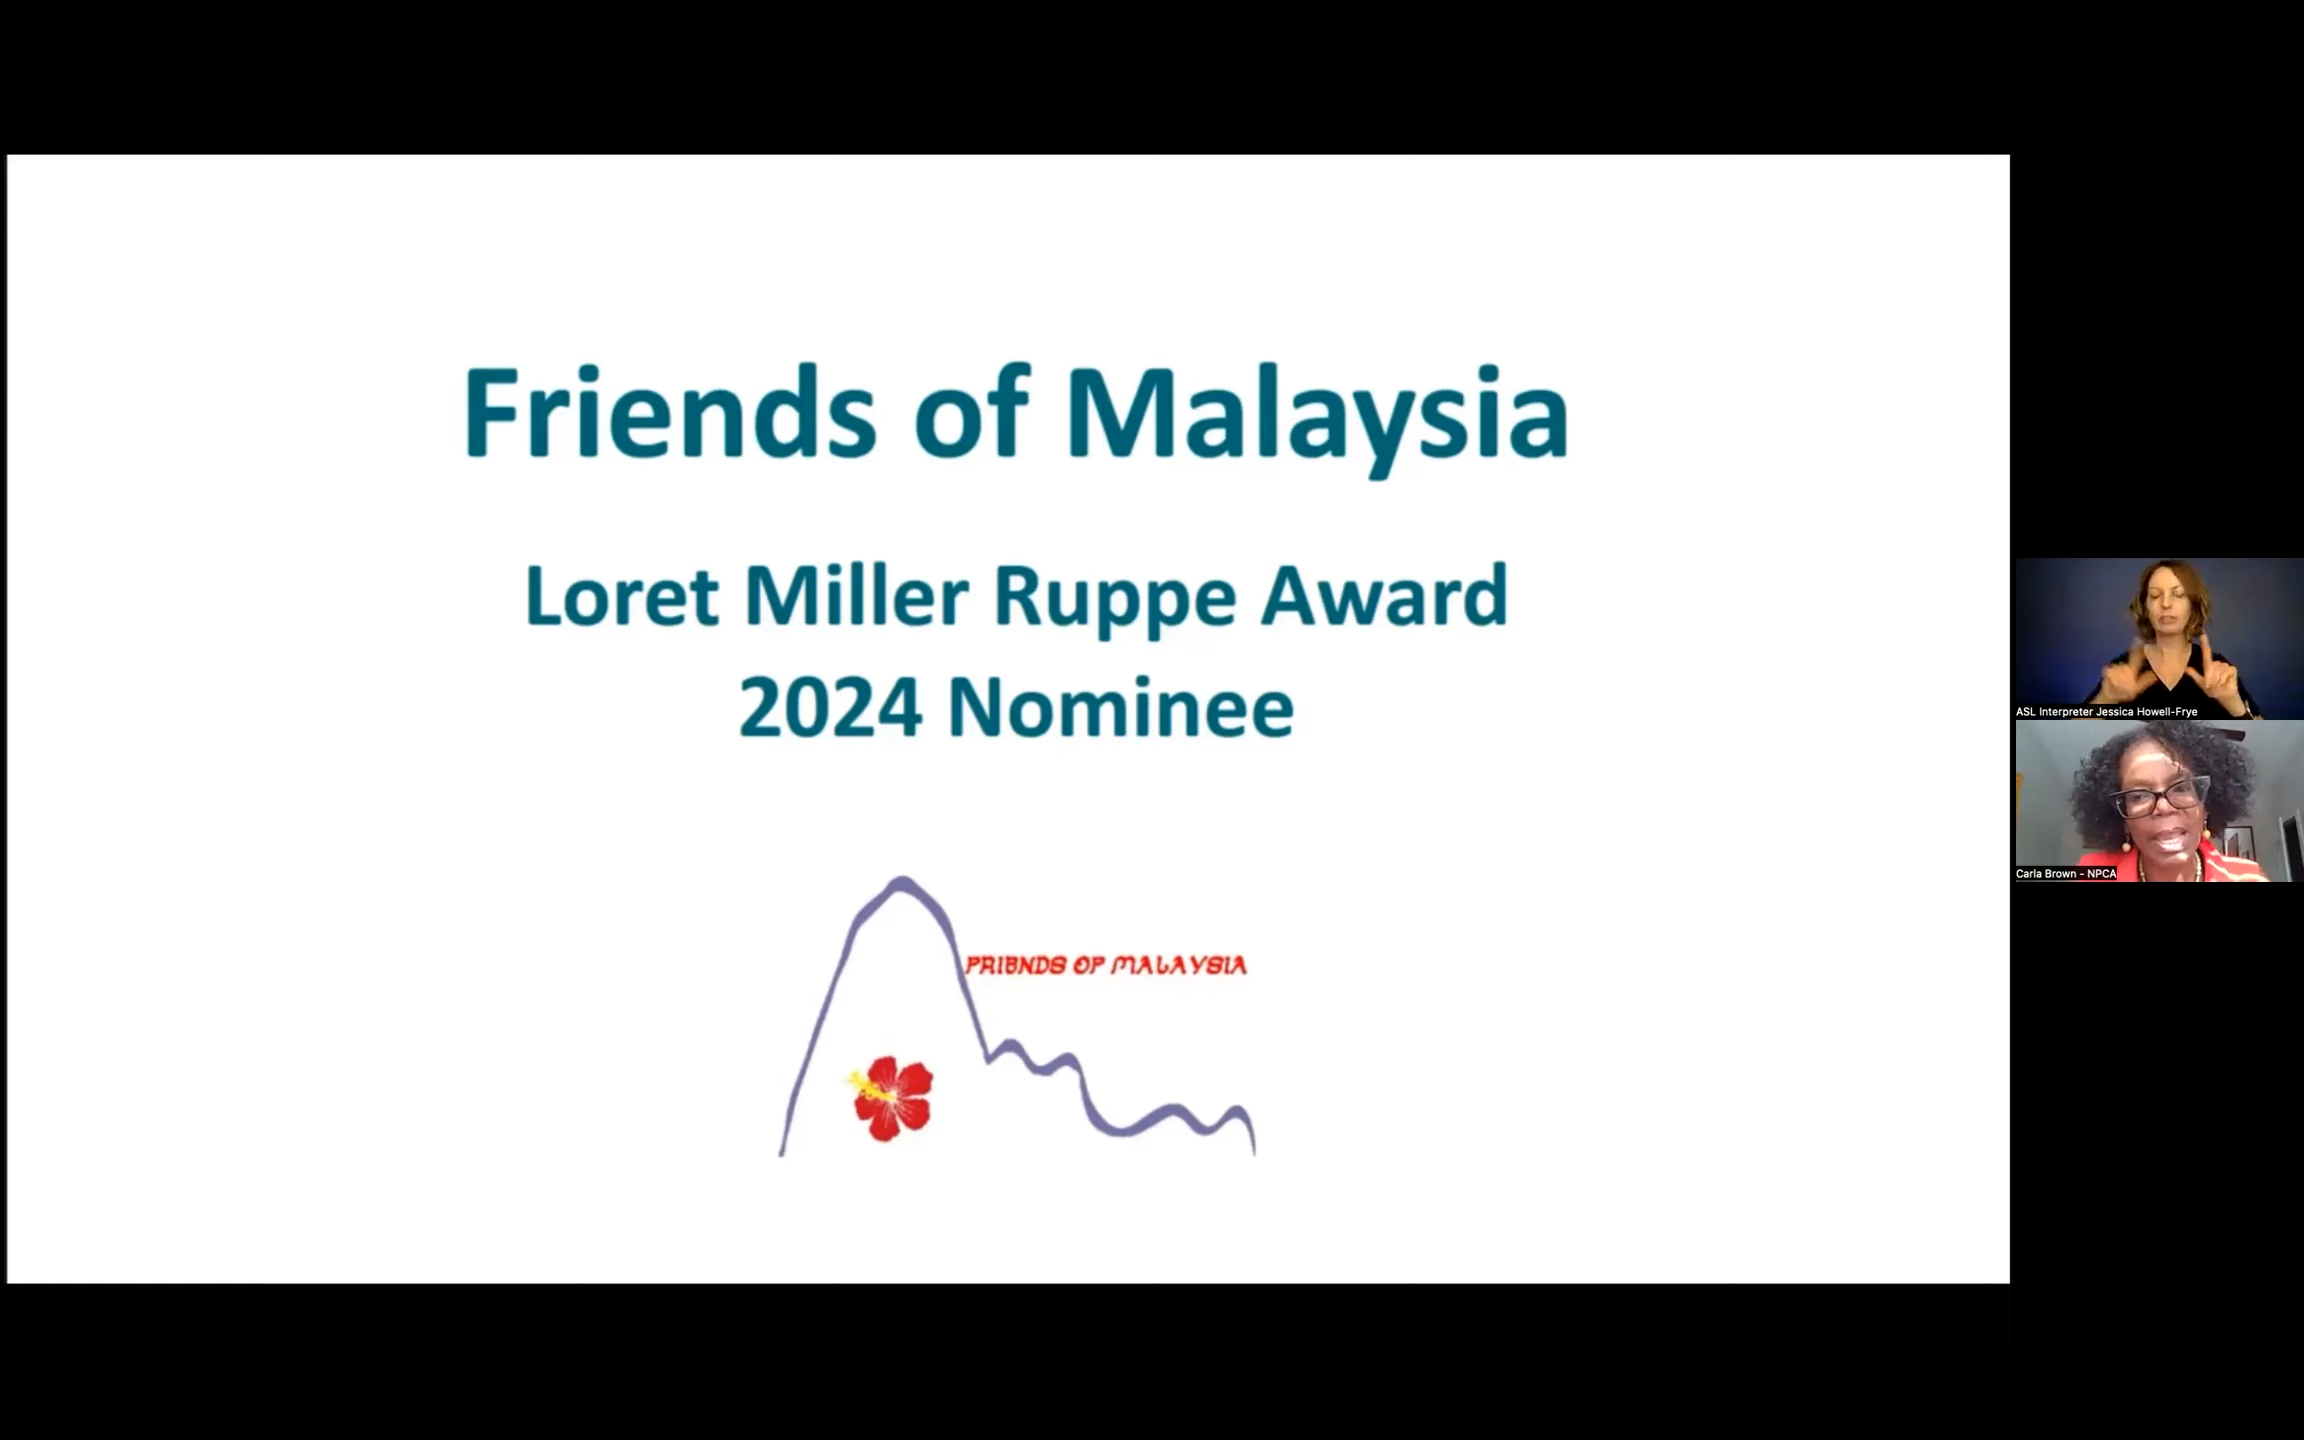 Friends of Malaysia
Loret Miller Ruppe Award
2024 Nominee
FRIENDS OF MALAYSIA
ASL Interpreter Jessica Howell-Frye
Carla Brown - NPCA